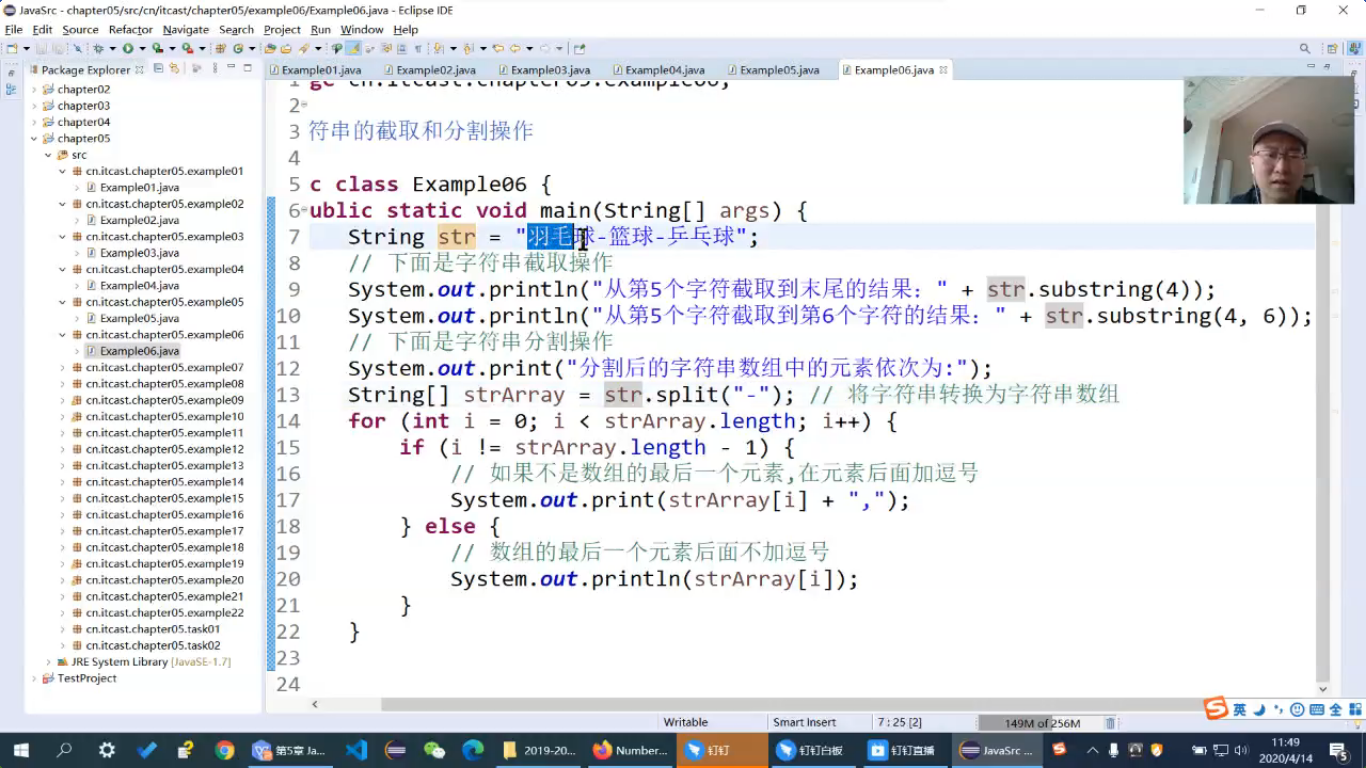 JavaSrc - chapter05/src/cn/itcast/chapter05/example06/Example06.java - Eclipse IDE
File Edit Source Refactor Navigate Search Project Run Window Help
Package Explorer
Example01.java Example02.java Example03.java Example04.java Example05.java Example06.java
chapter02
chapter03
chapter04
chapter05
src
cn.itcast.chapter05.example01
Example01.java
cn.itcast.chapter05.example02
Example02.java
cn.itcast.chapter05.example03
Example03.java
cn.itcast.chapter05.example04
Example04.java
cn.itcast.chapter05.example05
Example05.java
cn.itcast.chapter05.example06
Example06.java
cn.itcast.chapter05.example07
cn.itcast.chapter05.example08
cn.itcast.chapter05.example09
cn.itcast.chapter05.example10
cn.itcast.chapter05.example11
cn.itcast.chapter05.example12
cn.itcast.chapter05.example13
cn.itcast.chapter05.example14
cn.itcast.chapter05.example15
cn.itcast.chapter05.example16
cn.itcast.chapter05.example17
cn.itcast.chapter05.example18
cn.itcast.chapter05.example19
cn.itcast.chapter05.example20
cn.itcast.chapter05.example21
cn.itcast.chapter05.example22
cn.itcast.chapter05.task01
cn.itcast.chapter05.task02
JRE System Library [JavaSE-1.7]
TestProject
1 ge cn.itcast.chapter05.example06;
2
3 符串的截取和分割操作
4
5 c class Example06 {
6 ublic static void main(String[] args) {
7 String str = "羽毛球-篮球-乒乓球";
8 // 下面是字符串截取操作
9 System.out.println("从第5个字符截取到末尾的结果：" + str.substring(4));
10 System.out.println("从第5个字符截取到第6个字符的结果：" + str.substring(4, 6));
11 // 下面是字符串分割操作
12 System.out.print("分割后的字符串数组中的元素依次为:");
13 String[] strArray = str.split("-"); // 将字符串转换为字符串数组
14 for (int i = 0; i < strArray.length; i++) {
15 if (i != strArray.length - 1) {
16 // 如果不是数组的最后一个元素,在元素后面加逗号
17 System.out.print(strArray[i] + ",");
18 } else {
19 // 数组的最后一个元素后面不加逗号
20 System.out.println(strArray[i]);
21 }
22 }
23
24
英
Writable Smart Insert 7 : 25 [2] 149M of 256M
第5章 Ja... 2019-20... Number... 钉钉 钉钉白板 钉钉直播 JavaSrc ...
11:49
2020/4/14
5